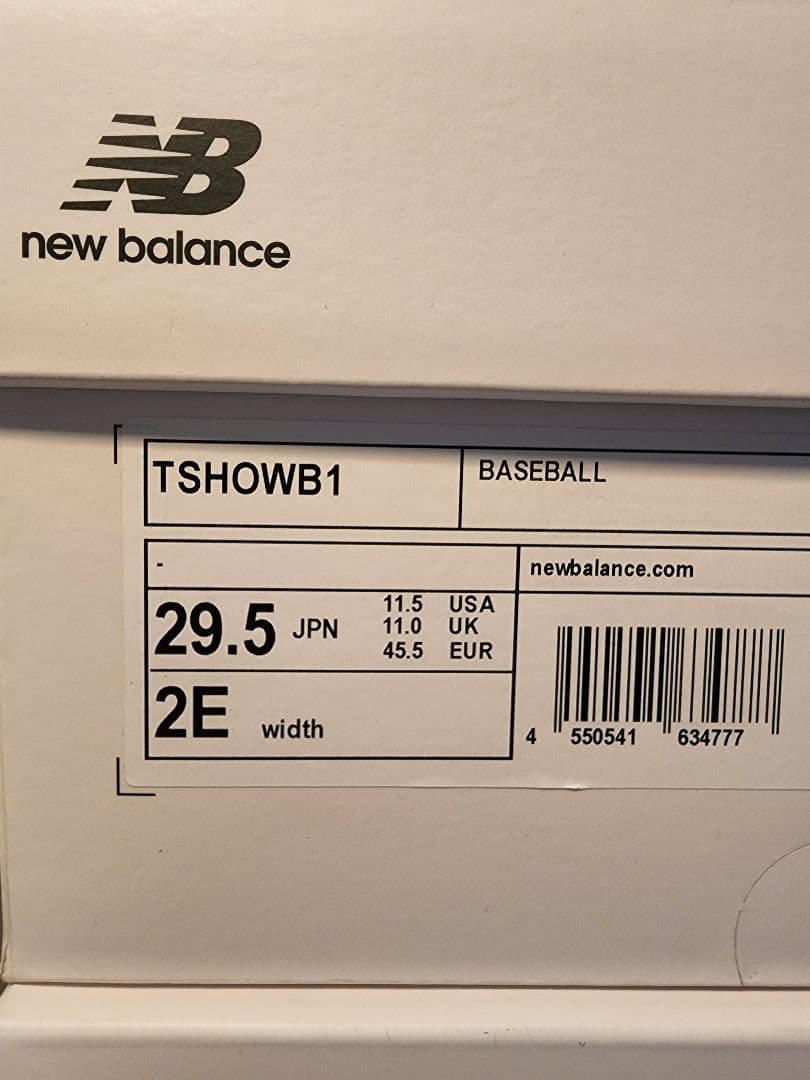 NB
new balance
TSHOWB1
BASEBALL
-
newbalance.com
29.5 JPN
11.5 USA
11.0 UK
45.5 EUR
2E width
4 550541 634777